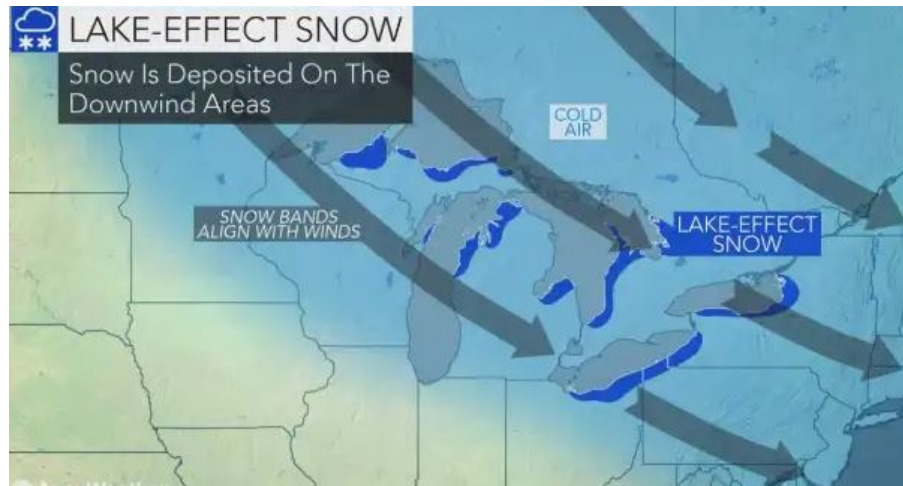 LAKE-EFFECT SNOW
Snow Is Deposited On The
Downwind Areas
COLD
AIR
SNOW BANDS
ALIGN WITH WINDS
LAKE-EFFECT
SNOW